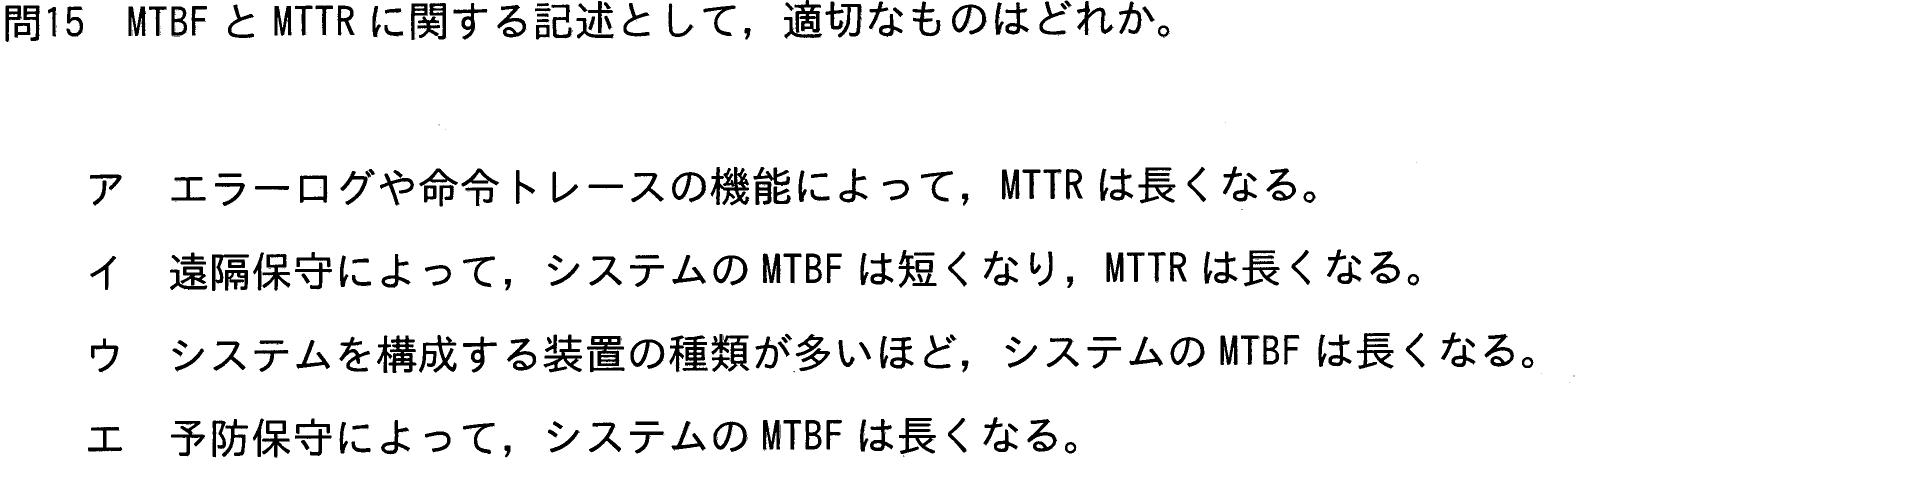 問15 MTBF と MTTR に関する記述として，適切なものはどれか。
ア エラーログや命令トレースの機能によって，MTTR は長くなる。
イ 遠隔保守によって，システムの MTBF は短くなり，MTTR は長くなる。
ウ システムを構成する装置の種類が多いほど，システムの MTBF は長くなる。
エ 予防保守によって，システムの MTBF は長くなる。